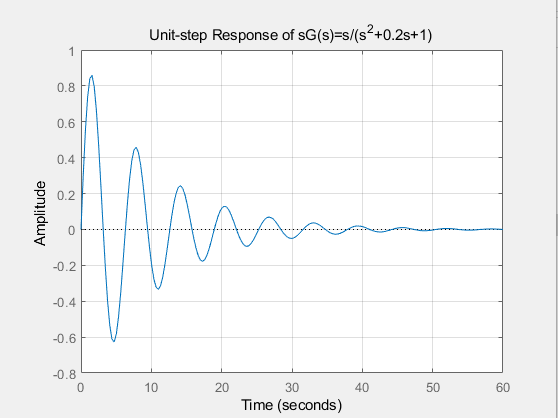 Unit-step Response of sG(s)=s/(s²+0.2s+1)
1
0.8
0.6
0.4
0.2
0
-0.2
-0.4
-0.6
-0.8
Amplitude
0 10 20 30 40 50 60
Time (seconds)